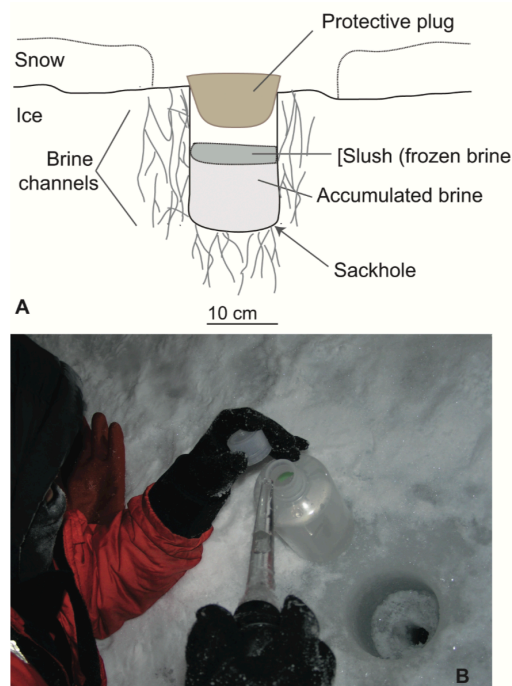 Protective plug
Snow
Ice
[Slush (frozen brine
Brine
channels
Accumulated brine
Sackhole
A
10 cm
B